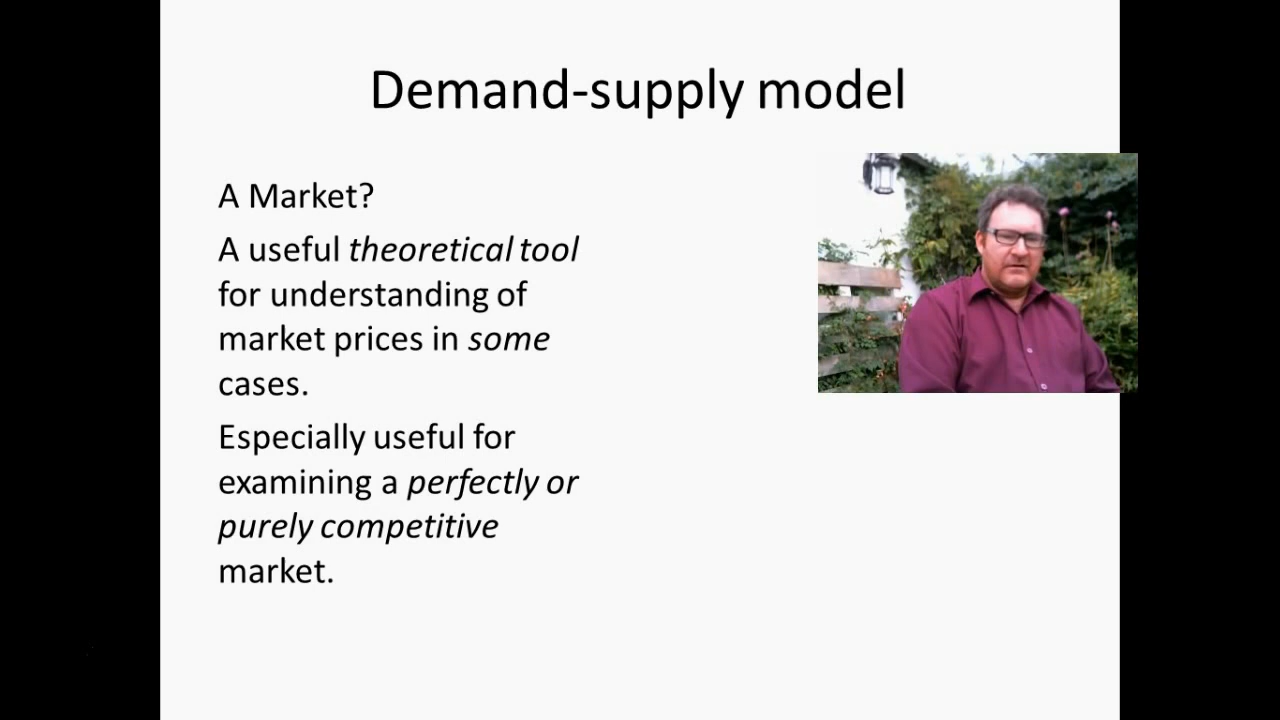 Demand-supply model
A Market?
A useful theoretical tool
for understanding of
market prices in some
cases.
Especially useful for
examining a perfectly or
purely competitive
market.